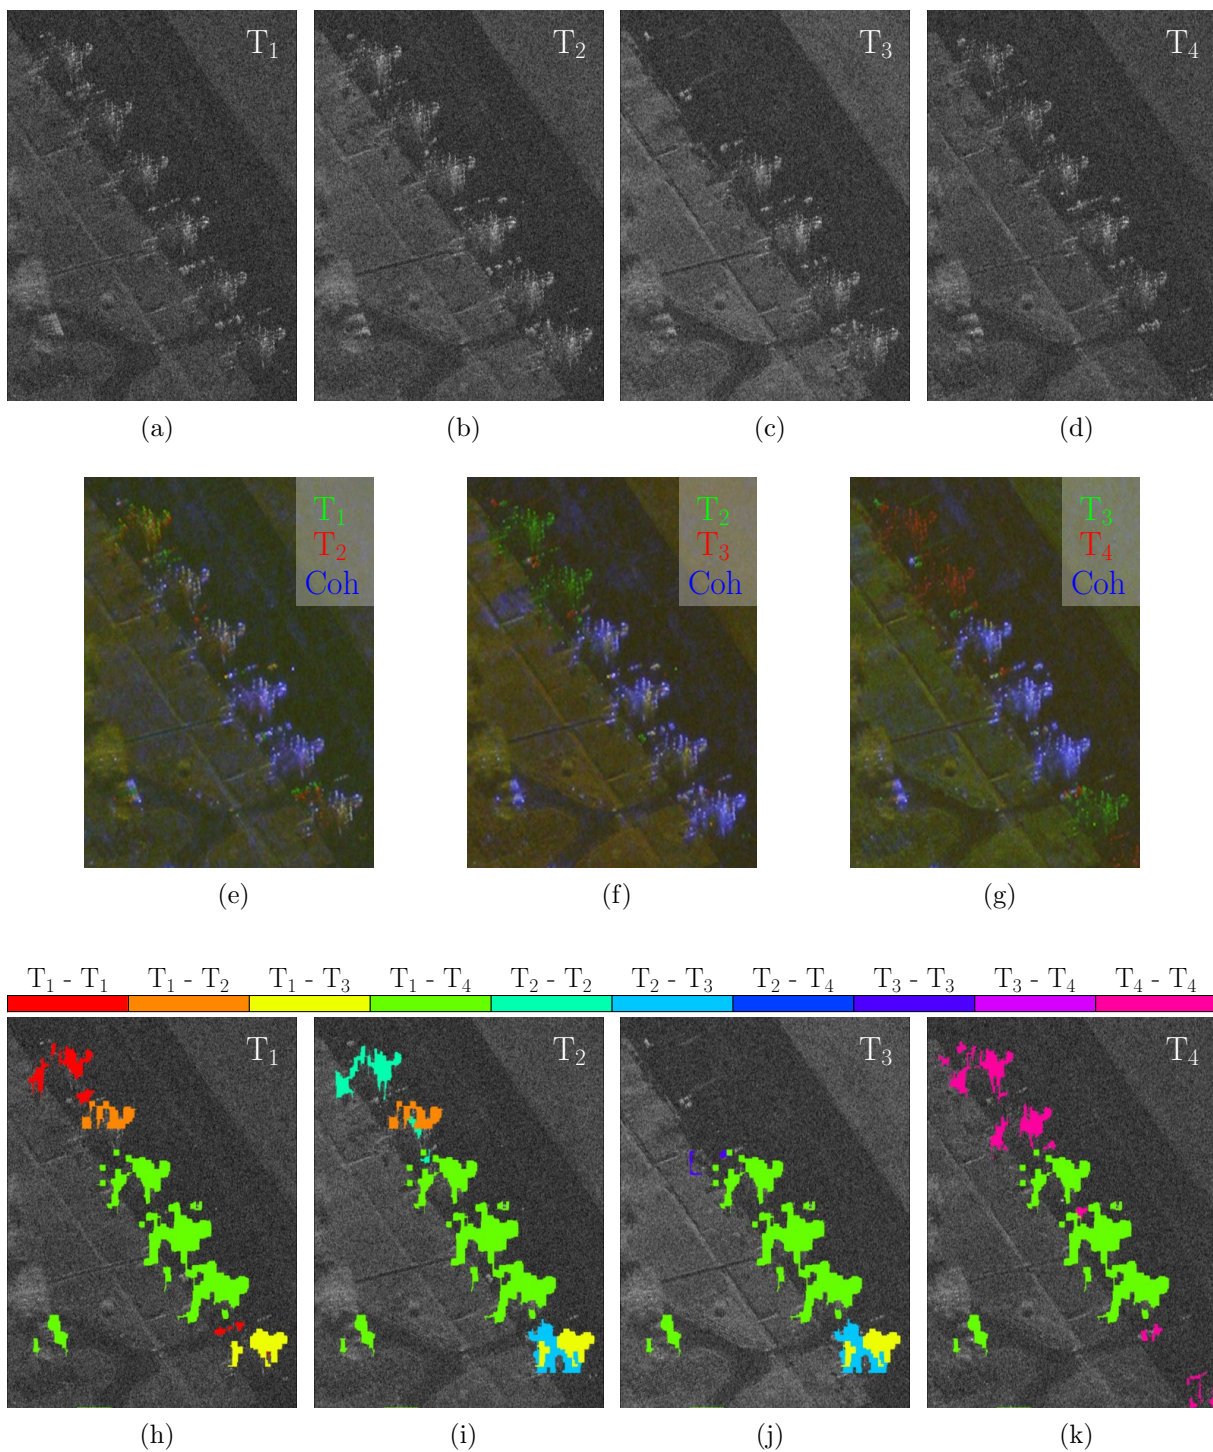 T₁ T₂ T₃ T₄
(a) (b) (c) (d)
T₁ T₂ T₃
T₂ T₃ T₄
Coh Coh Coh
(e) (f) (g)
T₁ - T₁ T₁ - T₂ T₁ - T₃ T₁ - T₄ T₂ - T₂ T₂ - T₃ T₂ - T₄ T₃ - T₃ T₃ - T₄ T₄ - T₄
T₁ T₂ T₃ T₄
(h) (i) (j) (k)